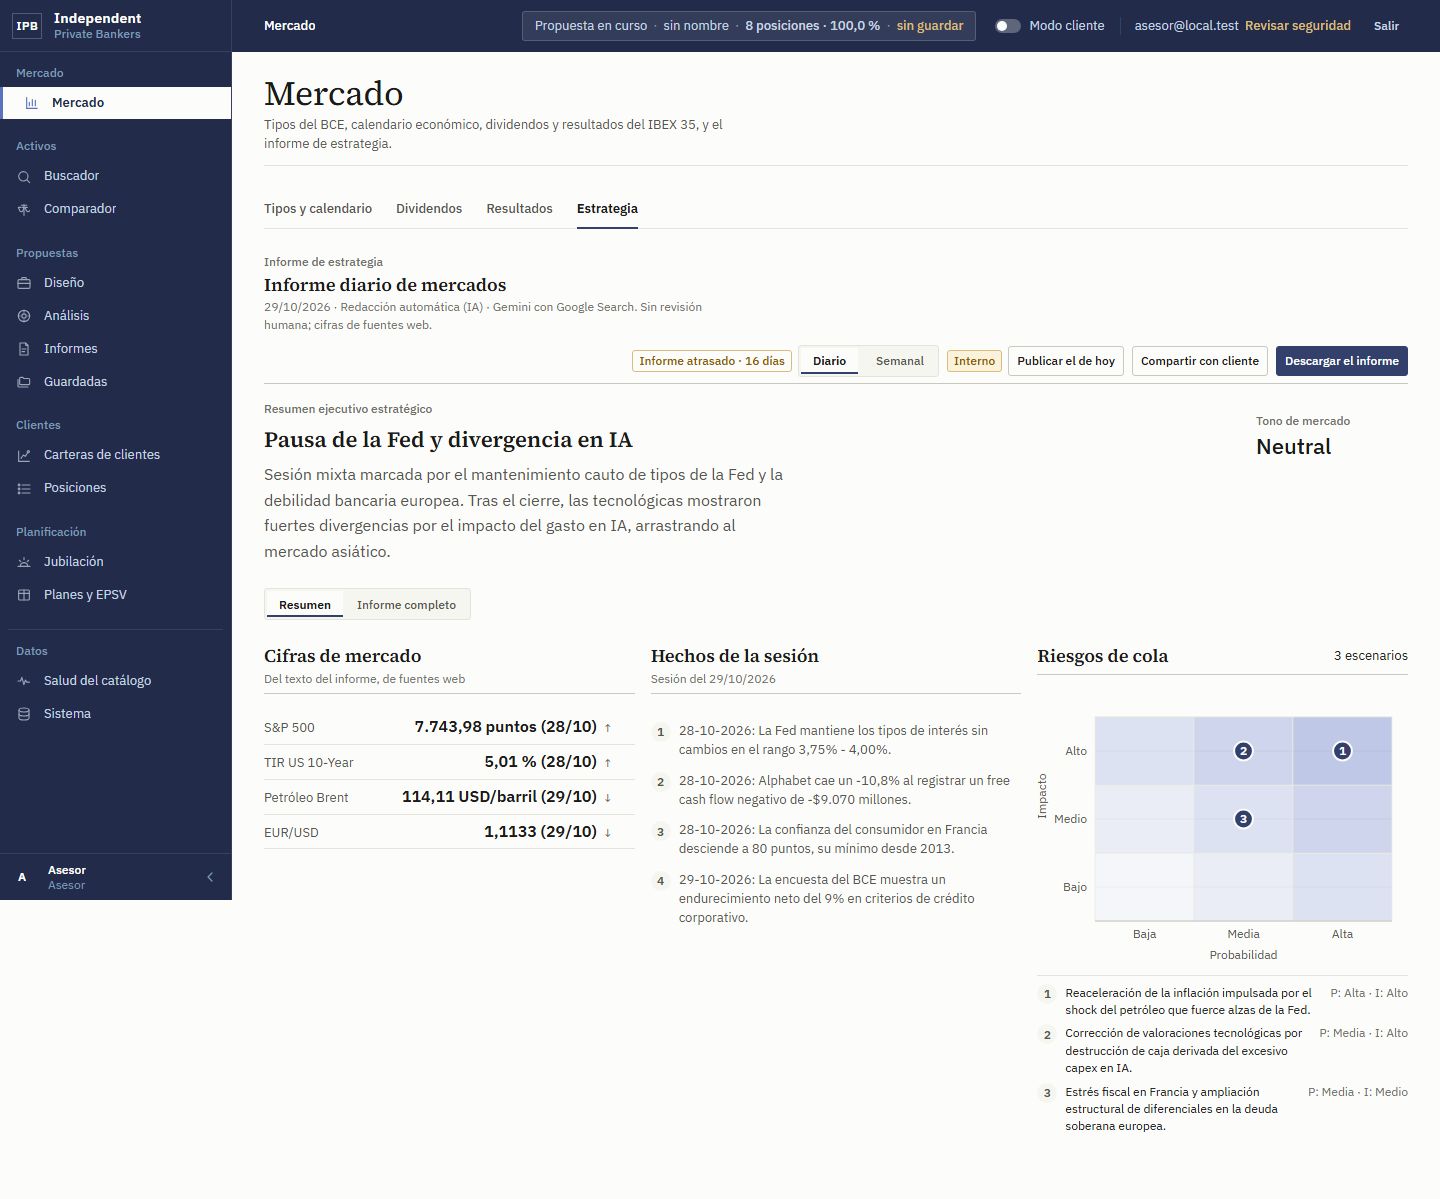 IPB
Independent
Private Bankers
Mercado
Mercado
Activos
Buscador
Comparador
Propuestas
Diseño
Análisis
Informes
Guardadas
Clientes
Carteras de clientes
Posiciones
Planificación
Jubilación
Planes y EPSV
Datos
Salud del catálogo
Sistema
A
Asesor
Asesor
Mercado
Propuesta en curso · sin nombre · 8 posiciones · 100,0 % · sin guardar
Modo cliente
asesor@local.test Revisar seguridad
Salir
Mercado
Tipos del BCE, calendario económico, dividendos y resultados del IBEX 35, y el
informe de estrategia.
Tipos y calendario Dividendos Resultados Estrategia
Informe de estrategia
Informe diario de mercados
29/10/2026 · Redacción automática (IA) · Gemini con Google Search. Sin revisión
humana; cifras de fuentes web.
Informe atrasado · 16 días Diario Semanal Interno Publicar el de hoy Compartir con cliente Descargar el informe
Resumen ejecutivo estratégico
Pausa de la Fed y divergencia en IA
Sesión mixta marcada por el mantenimiento cauto de tipos de la Fed y la
debilidad bancaria europea. Tras el cierre, las tecnológicas mostraron
fuertes divergencias por el impacto del gasto en IA, arrastrando al
mercado asiático.
Tono de mercado
Neutral
Resumen Informe completo
Cifras de mercado
Del texto del informe, de fuentes web
S&P 500 7.743,98 puntos (28/10) ↑
TIR US 10-Year 5,01 % (28/10) ↑
Petróleo Brent 114,11 USD/barril (29/10) ↓
EUR/USD 1,1133 (29/10) ↓
Hechos de la sesión
Sesión del 29/10/2026
1 28-10-2026: La Fed mantiene los tipos de interés sin
cambios en el rango 3,75% - 4,00%.
2 28-10-2026: Alphabet cae un -10,8% al registrar un free
cash flow negativo de -$9.070 millones.
3 28-10-2026: La confianza del consumidor en Francia
desciende a 80 puntos, su mínimo desde 2013.
4 29-10-2026: La encuesta del BCE muestra un
endurecimiento neto del 9% en criterios de crédito
corporativo.
Riesgos de cola 3 escenarios
Impacto
Alto 2 1
Medio 3
Bajo
Baja Media Alta
Probabilidad
1 Reaceleración de la inflación impulsada por el P: Alta · I: Alto
shock del petróleo que fuerce alzas de la Fed.
2 Corrección de valoraciones tecnológicas por P: Media · I: Alto
destrucción de caja derivada del excesivo
capex en IA.
3 Estrés fiscal en Francia y ampliación P: Media · I: Medio
estructural de diferenciales en la deuda
soberana europea.